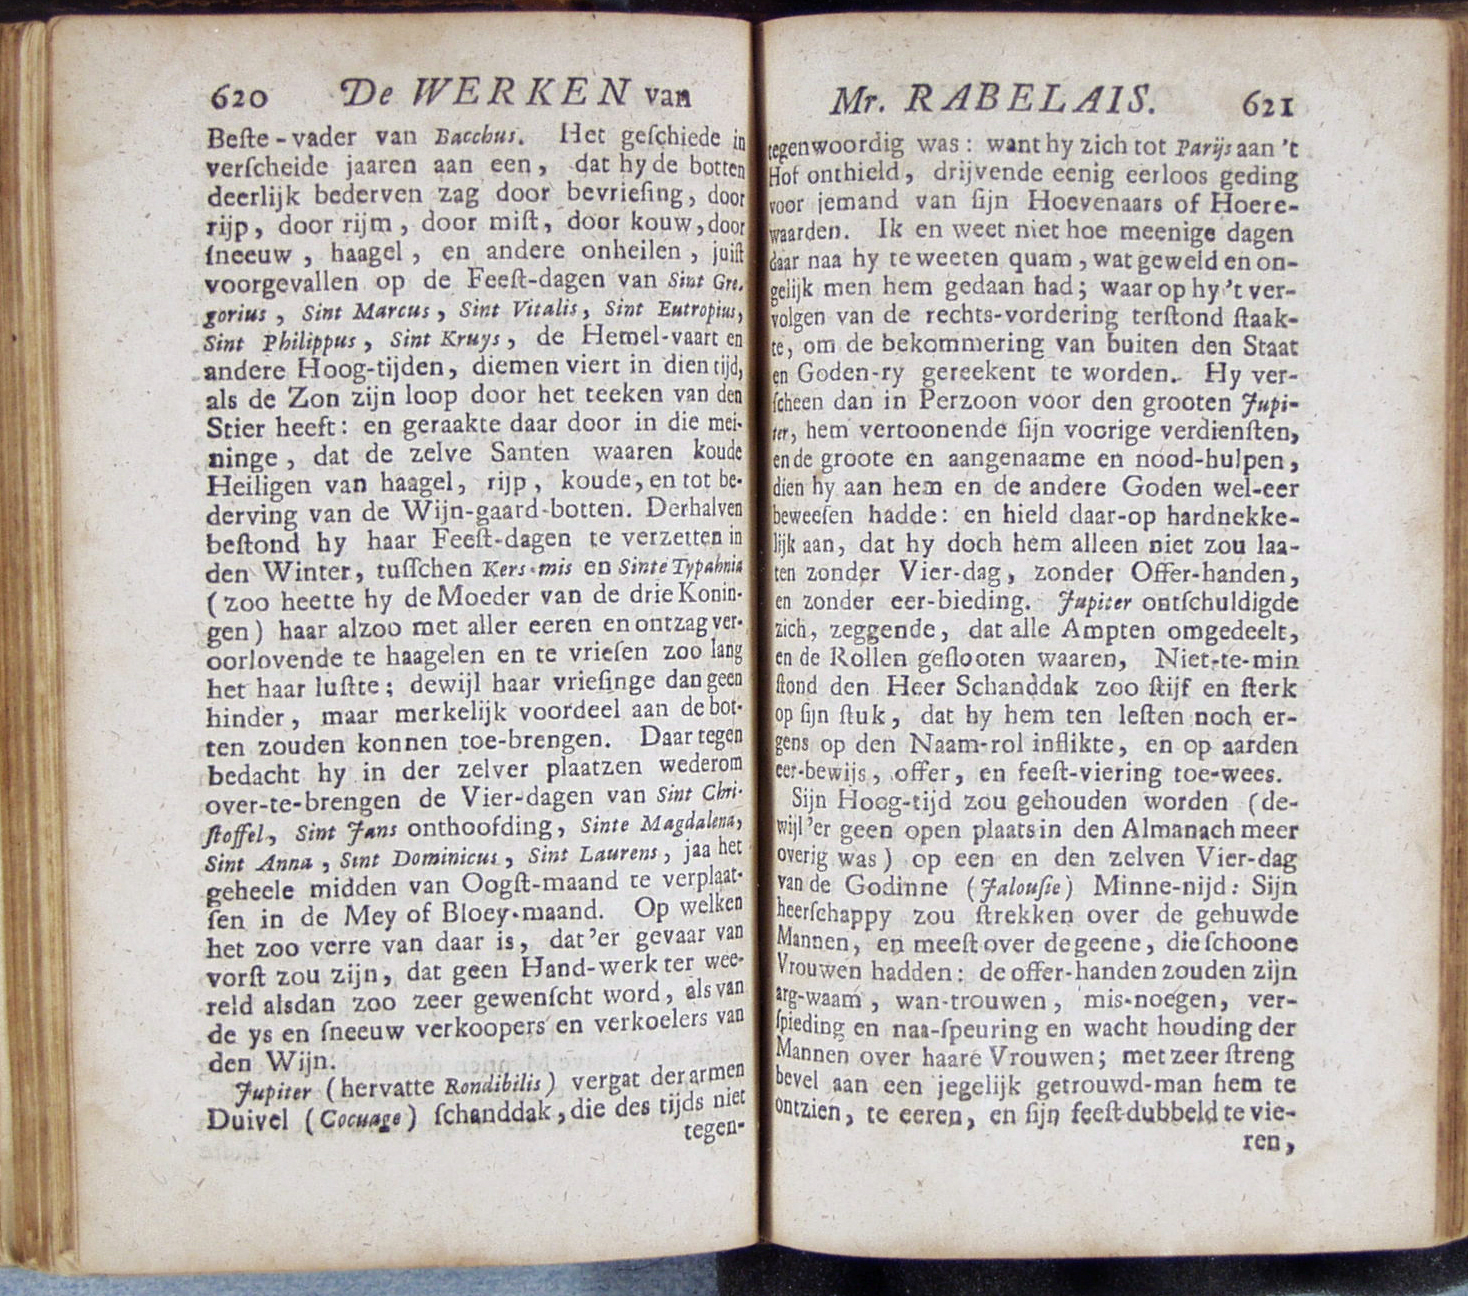 620 De WERKEN van
Beſte-vader van Bacchus. Het geſchiede in
verſcheide jaaren aan een, dat hy de botten
deerlijk bederven zag door bevrieſing, door
rijp, door rijm, door miſt, door kouw, door
ſneeuw, haagel, en andere onheilen, juiſt
voorgevallen op de Feeſt-dagen van Sint Gre-
gorius, Sint Marcus, Sint Vitalis, Sint Eutropius,
Sint Philippus, Sint Kruys, de Hemel-vaart en
andere Hoog-tijden, diemen viert in dien tijd,
als de Zon zijn loop door het teeken van den
Stier heeft: en geraakte daar door in die mei-
ninge, dat de zelve Santen waaren koude
Heiligen van haagel, rijp, koude, en tot be-
derving van de Wijn-gaard-botten. Derhalven
beſtond hy haar Feeſt-dagen te verzetten in
den Winter, tuſſchen Kers-mis en Sinte Typahnia
(zoo heette hy de Moeder van de drie Konin-
gen) haar alzoo met aller eeren en ontzag ver-
oorlovende te haagelen en te vrieſen zoo lang
het haar luſtte; dewijl haar vrieſinge dan geen
hinder, maar merkelijk voordeel aan de bot-
ten zouden konnen toe-brengen. Daar tegen
bedacht hy in der zelver plaatzen wederom
over-te-brengen de Vier-dagen van Sint Chri-
ſtoffel, Sint Jans onthoofding, Sinte Magdalena,
Sint Anna, Sint Dominicus, Sint Laurens, jaa het
geheele midden van Oogſt-maand te verplaat-
ſen in de Mey of Bloey-maand. Op welken
het zoo verre van daar is, dat'er gevaar van
vorſt zou zijn, dat geen Hand-werk ter wee-
reld alsdan zoo zeer gewenſcht word, als van
de ys en ſneeuw verkoopers en verkoelers van
den Wijn.
Jupiter (hervatte Rondibilis) vergat der armen
Duivel (Cocuage) ſchanddak, die des tijds niet
tegen-
Mr. RABELAIS. 621
tegenwoordig was: want hy zich tot Parijs aan 't
Hof onthield, drijvende eenig eerloos geding
voor iemand van ſijn Hoevenaars of Hoere-
waarden. Ik en weet niet hoe meenige dagen
daar naa hy te weeten quam, wat geweld en on-
gelijk men hem gedaan had; waar op hy 't ver-
volgen van de rechts-vordering terſtond ſtaak-
te, om de bekommering van buiten den Staat
en Goden-ry gereekent te worden. Hy ver-
ſcheen dan in Perzoon voor den grooten Jupi-
ter, hem vertoonende ſijn voorige verdienſten,
en de groote en aangenaame en nood-hulpen,
dien hy aan hem en de andere Goden wel-eer
beweeſen hadde: en hield daar-op hardnekke-
lijk aan, dat hy doch hem alleen niet zou laa-
ten zonder Vier-dag, zonder Offer-handen,
en zonder eer-bieding. Jupiter ontſchuldigde
zich, zeggende, dat alle Ampten omgedeelt,
en de Rollen geſlooten waaren, Niet-te-min
ſtond den Heer Schanddak zoo ſtijf en ſterk
op ſijn ſtuk, dat hy hem ten leſten noch er-
gens op den Naam-rol inflikte, en op aarden
eer-bewijs, offer, en feeſt-viering toe-wees.
Sijn Hoog-tijd zou gehouden worden (de-
wijl 'er geen open plaats in den Almanach meer
overig was) op een en den zelven Vier-dag
van de Godinne (Jalouſie) Minne-nijd: Sijn
heerſchappy zou ſtrekken over de gehuwde
Mannen, en meeſt over de geene, die ſchoone
Vrouwen hadden: de offer-handen zouden zijn
arg-waam, wan-trouwen, mis-noegen, ver-
ſpieding en naa-ſpeuring en wacht houding der
Mannen over haare Vrouwen; met zeer ſtreng
bevel aan een jegelijk getrouwd-man hem te
ontzien, te eeren, en ſijn feeſt dubbeld te vie-
ren,